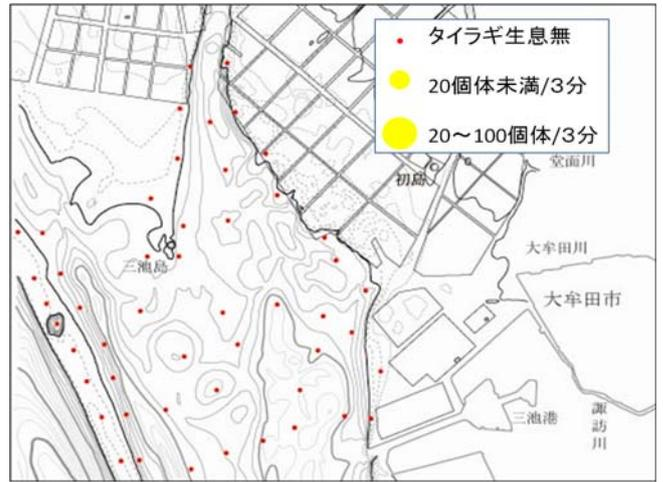 タイラギ生息無
20個体未満/3分
20～100個体/3分
初島
堂面川
大牟田川
三池島
大牟田市
三池港
諏訪川